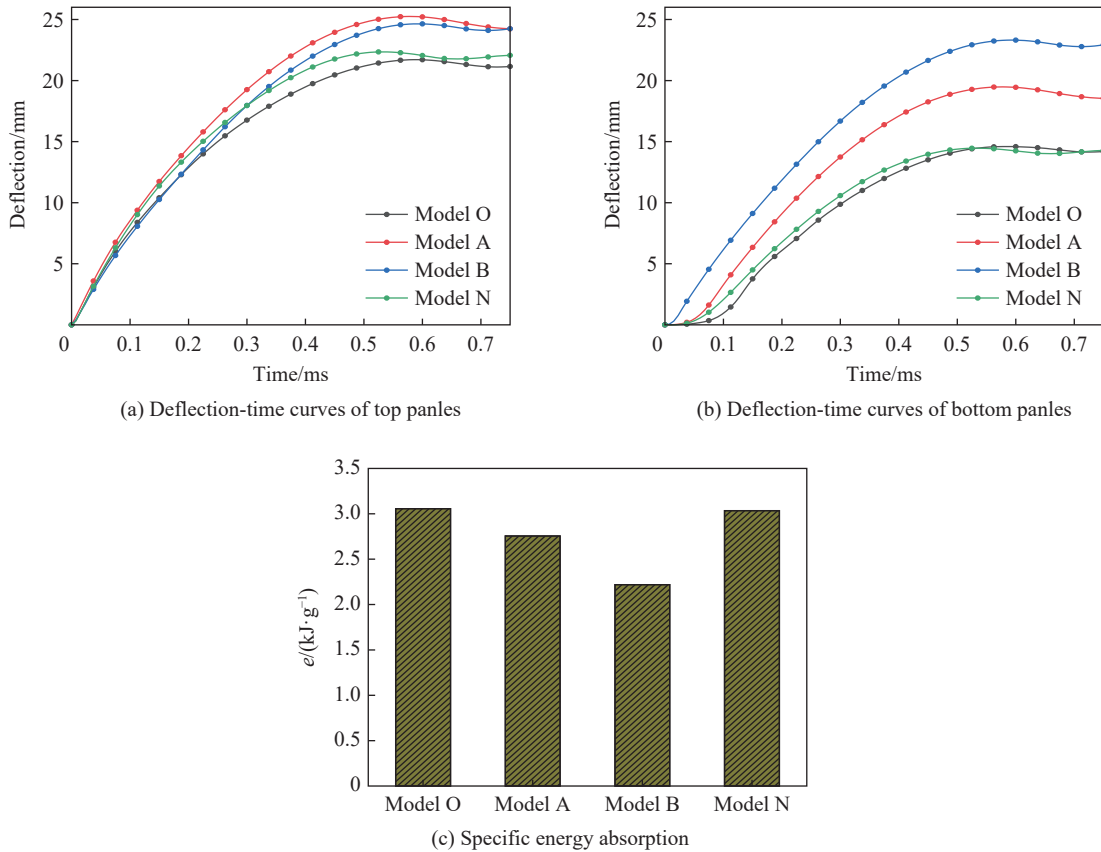 25
20
15
10
5
0
0.1
0.2
0.3
0.4
0.5
0.6
0.7
Deflection/mm
Time/ms
Model O
Model A
Model B
Model N
(a) Deflection-time curves of top panles
25
20
15
10
5
0
0.1
0.2
0.3
0.4
0.5
0.6
0.7
Deflection/mm
Time/ms
Model O
Model A
Model B
Model N
(b) Deflection-time curves of bottom panles
3.5
3.0
2.5
2.0
1.5
1.0
0.5
0
e/(kJ·g⁻¹)
Model O
Model A
Model B
Model N
(c) Specific energy absorption